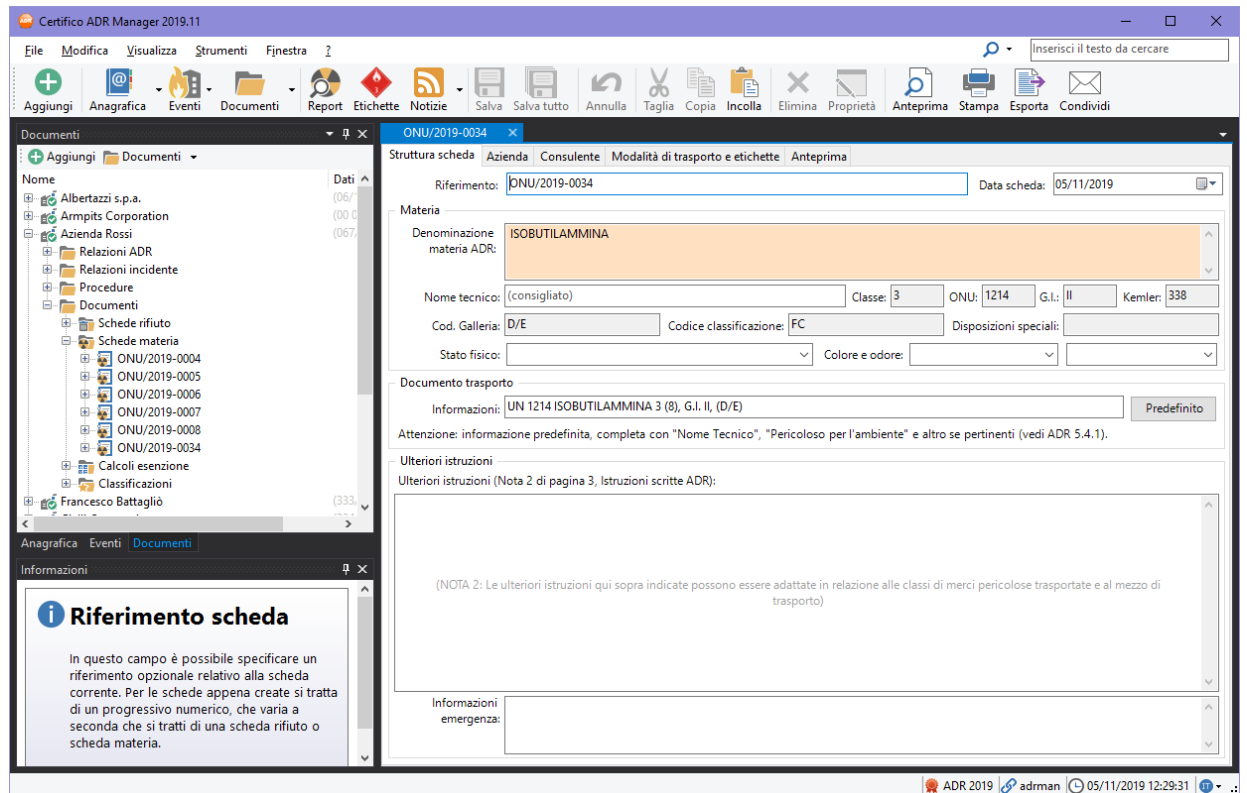 Certifico ADR Manager 2019.11
File Modifica Visualizza Strumenti Finestra ?
Inserisci il testo da cercare
Aggiungi Anagrafica Eventi Documenti Report Etichette Notizie Salva Salva tutto Annulla Taglia Copia Incolla Elimina Proprietà Anteprima Stampa Esporta Condividi
Documenti
Aggiungi Documenti
Nome Dati
Albertazzi s.p.a. (06/
Armpits Corporation (00 0
Azienda Rossi (067,
Relazioni ADR
Relazioni incidente
Procedure
Documenti
Schede rifiuto
Schede materia
ONU/2019-0004
ONU/2019-0005
ONU/2019-0006
ONU/2019-0007
ONU/2019-0008
ONU/2019-0034
Calcoli esenzione
Classificazioni
Francesco Battagliò (333,
Anagrafica Eventi Documenti
Informazioni
Riferimento scheda
In questo campo è possibile specificare un
riferimento opzionale relativo alla scheda
corrente. Per le schede appena create si tratta
di un progressivo numerico, che varia a
seconda che si tratti di una scheda rifiuto o
scheda materia.
ONU/2019-0034
Struttura scheda Azienda Consulente Modalità di trasporto e etichette Anteprima
Riferimento: ONU/2019-0034 Data scheda: 05/11/2019
Materia
Denominazione
materia ADR:
ISOBUTILAMMINA
Nome tecnico: (consigliato) Classe: 3 ONU: 1214 G.I.: II Kemler: 338
Cod. Galleria: D/E Codice classificazione: FC Disposizioni speciali:
Stato fisico: Colore e odore:
Documento trasporto
Informazioni: UN 1214 ISOBUTILAMMINA 3 (8), G.I. II, (D/E) Predefinito
Attenzione: informazione predefinita, completa con "Nome Tecnico", "Pericoloso per l'ambiente" e altro se pertinenti (vedi ADR 5.4.1).
Ulteriori istruzioni
Ulteriori istruzioni (Nota 2 di pagina 3, Istruzioni scritte ADR):
(NOTA 2: Le ulteriori istruzioni qui sopra indicate possono essere adattate in relazione alle classi di merci pericolose trasportate e al mezzo di
trasporto)
Informazioni
emergenza:
ADR 2019 adrman 05/11/2019 12:29:31 IT